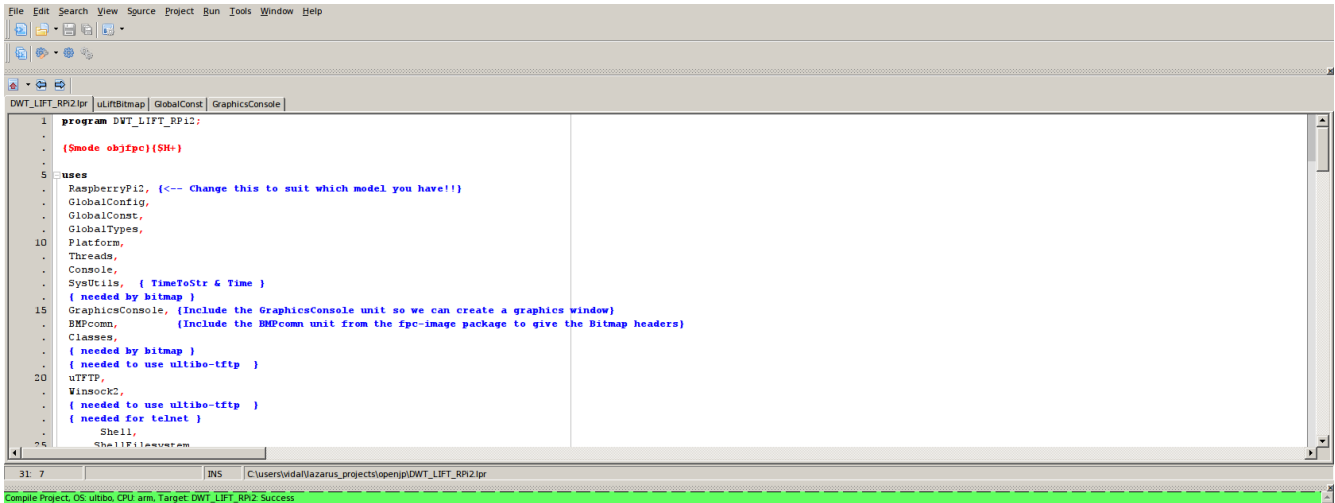 File Edit Search View Source Project Run Tools Window Help
DWT_LIFT_RPi2.lpr uLiftBitmap GlobalConst GraphicsConsole
1 program DWT_LIFT_RPi2;
.
. {$mode objfpc}{$H+}
.
5 uses
. RaspberryPi2, {<-- Change this to suit which model you have!!}
. GlobalConfig,
. GlobalConst,
. GlobalTypes,
10 Platform,
. Threads,
. Console,
. SysUtils, { TimeToStr & Time }
. { needed by bitmap }
15 GraphicsConsole, {Include the GraphicsConsole unit so we can create a graphics window}
. BMPcomn, {Include the BMPcomn unit from the fpc-image package to give the Bitmap headers}
. Classes,
. { needed by bitmap }
. { needed to use ultibo-tftp }
20 uTFTP,
. Winsock2,
. { needed to use ultibo-tftp }
. { needed for telnet }
. Shell,
25 ShellFilesystem
31: 7 INS C:\users\vidal\lazarus_projects\openjp\DWT_LIFT_RPi2.lpr
Compile Project, OS: ultibo, CPU: arm, Target: DWT_LIFT_RPi2: Success